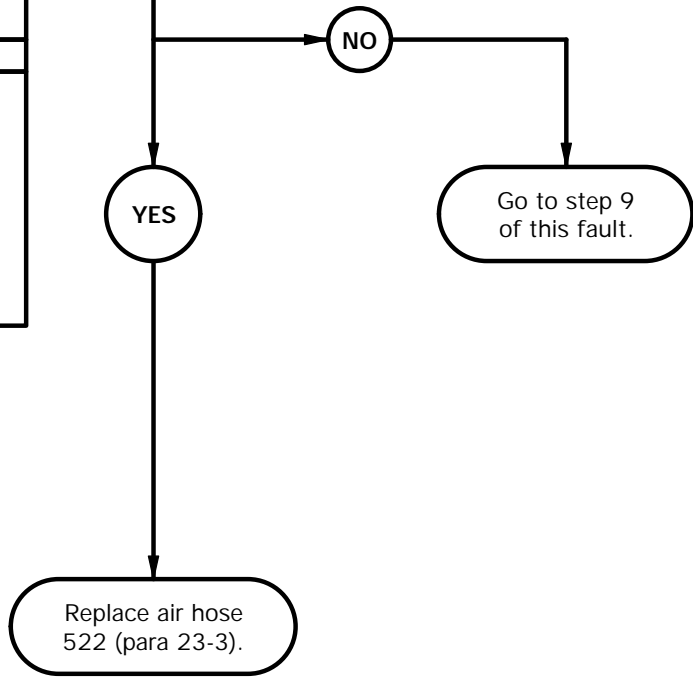 NO
YES
Go to step 9
of this fault.
Replace air hose
522 (para 23-3).